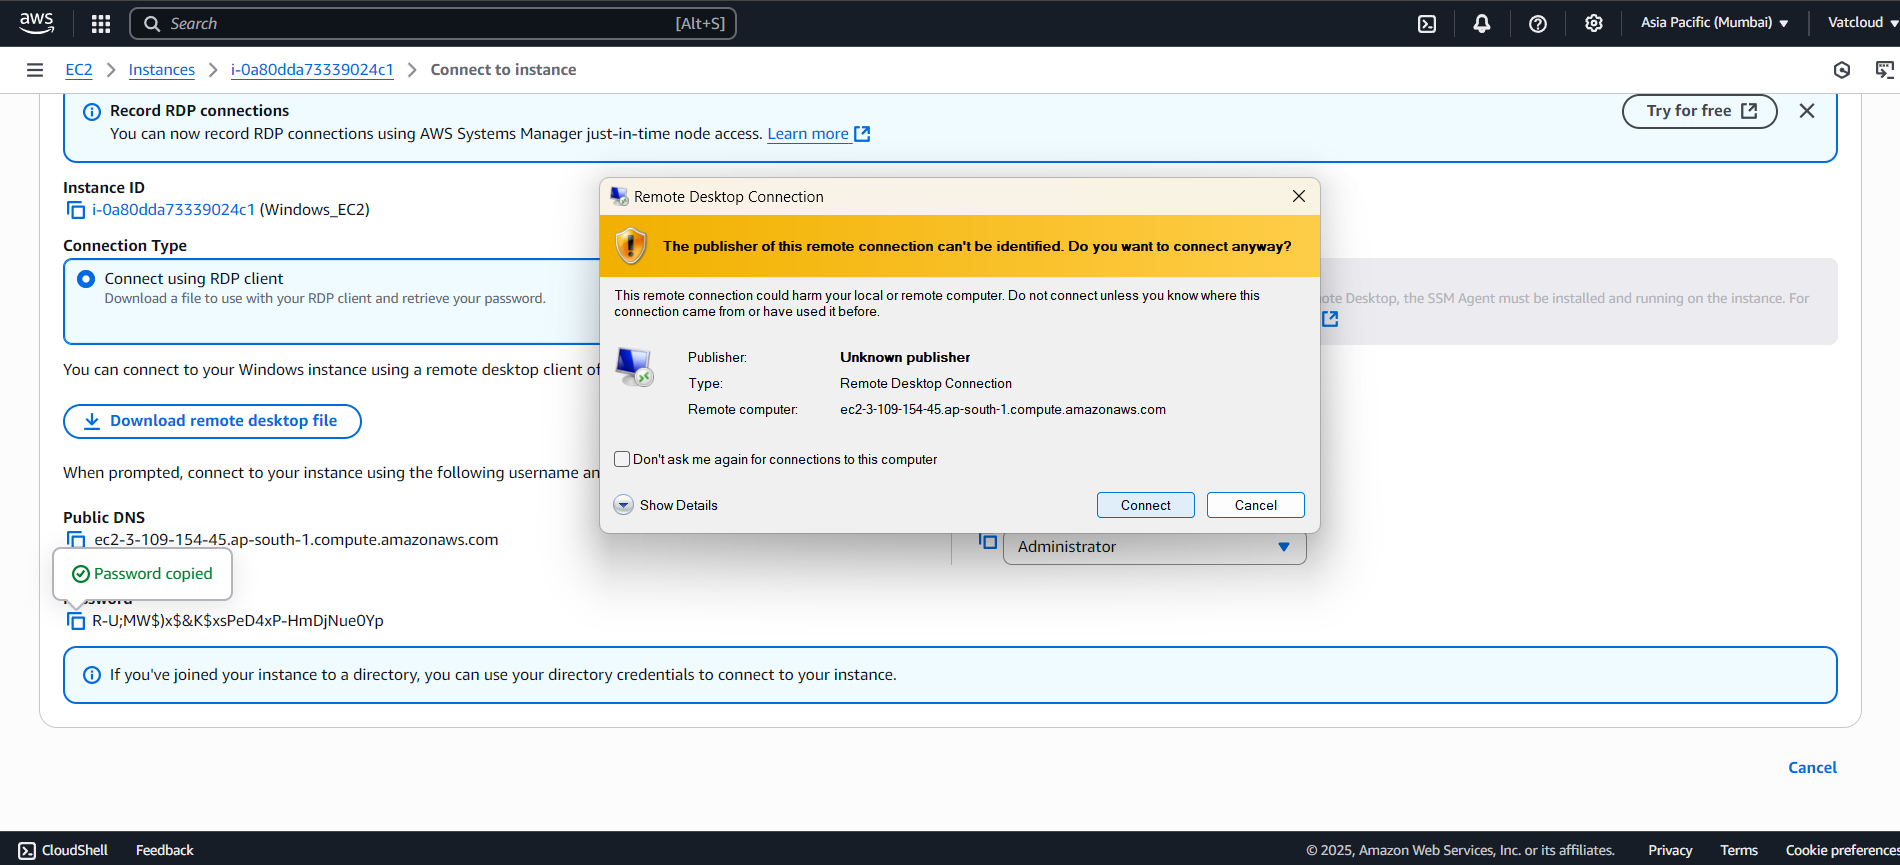 aws
Search [Alt+S]
Asia Pacific (Mumbai) Vatcloud
EC2 Instances i-0a80dda73339024c1 Connect to instance
Record RDP connections
You can now record RDP connections using AWS Systems Manager just-in-time node access. Learn more
Try for free
Instance ID
i-0a80dda73339024c1 (Windows_EC2)
Connection Type
Connect using RDP client
Download a file to use with your RDP client and retrieve your password.
Desktop, the SSM Agent must be installed and running on the instance. For
You can connect to your Windows instance using a remote desktop client of
Download remote desktop file
When prompted, connect to your instance using the following username
Public DNS
ec2-3-109-154-45.ap-south-1.compute.amazonaws.com
Administrator
Password copied
R-U;MW$)x$&K$xsPeD4xP-HmDjNue0Yp
If you've joined your instance to a directory, you can use your directory credentials to connect to your instance.
Cancel
Remote Desktop Connection
The publisher of this remote connection can't be identified. Do you want to connect anyway?
This remote connection could harm your local or remote computer. Do not connect unless you know where this
connection came from or have used it before.
Publisher: Unknown publisher
Type: Remote Desktop Connection
Remote computer: ec2-3-109-154-45.ap-south-1.compute.amazonaws.com
Don't ask me again for connections to this computer
Show Details
Connect Cancel
CloudShell Feedback
© 2025, Amazon Web Services, Inc. or its affiliates. Privacy Terms Cookie preferences